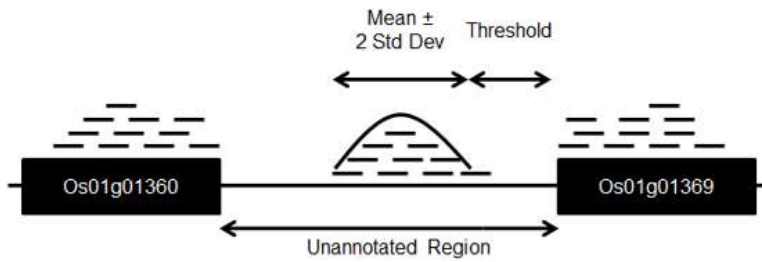 Mean ±
2 Std Dev
Threshold
Os01g01360
Os01g01369
Unannotated Region